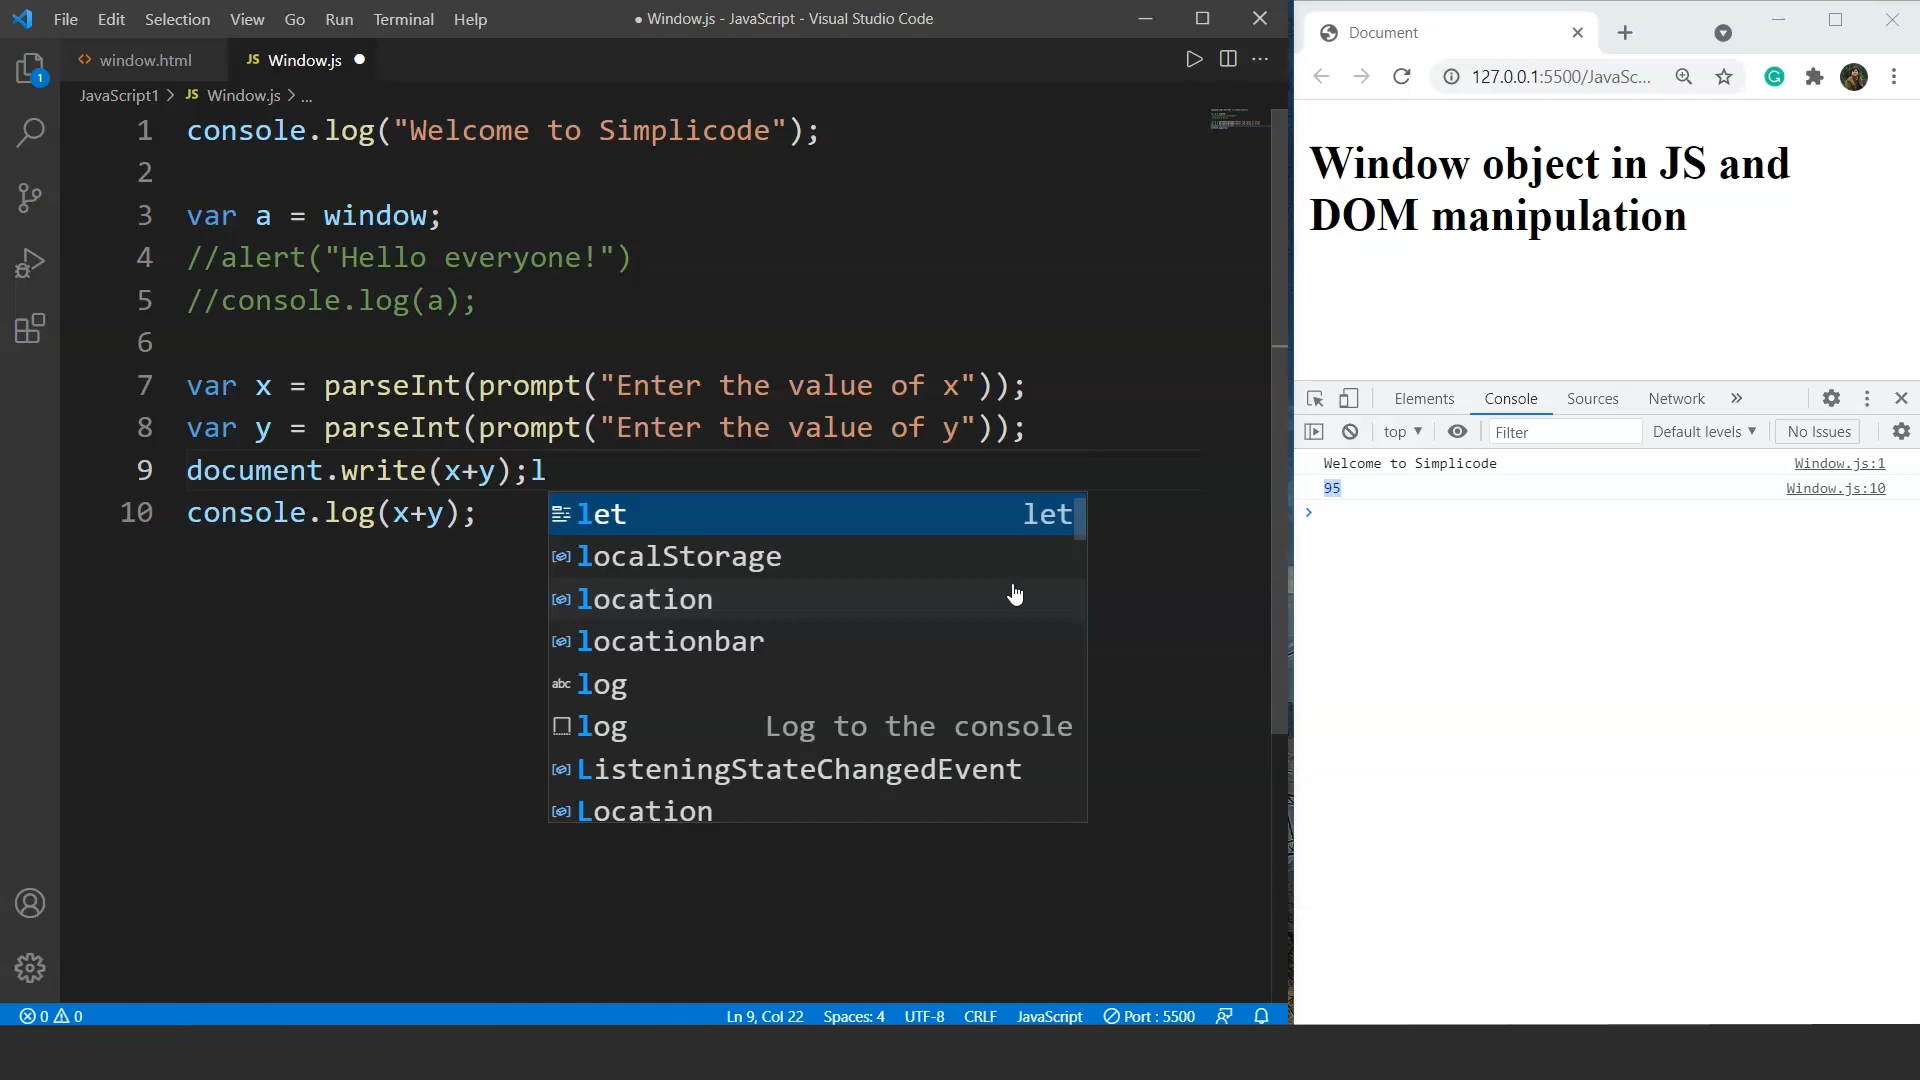 File Edit Selection View Go Run Terminal Help
● Window.js - JavaScript - Visual Studio Code
window.html
JS Window.js ●
JavaScript1 > JS Window.js > ...
1 console.log("Welcome to Simplicode");
2
3 var a = window;
4 //alert("Hello everyone!")
5 //console.log(a);
6
7 var x = parseInt(prompt("Enter the value of x"));
8 var y = parseInt(prompt("Enter the value of y"));
9 document.write(x+y);l
10 console.log(x+y);
let let
localStorage
location
locationbar
abc log
log Log to the console
ListeningStateChangedEvent
Location
1
0 0
Ln 9, Col 22 Spaces: 4 UTF-8 CRLF JavaScript Port : 5500
Document
127.0.0.1:5500/JavaSc...
Window object in JS and
DOM manipulation
Elements Console Sources Network »
top Filter Default levels No Issues
Welcome to Simplicode Window.js:1
95 Window.js:10
>